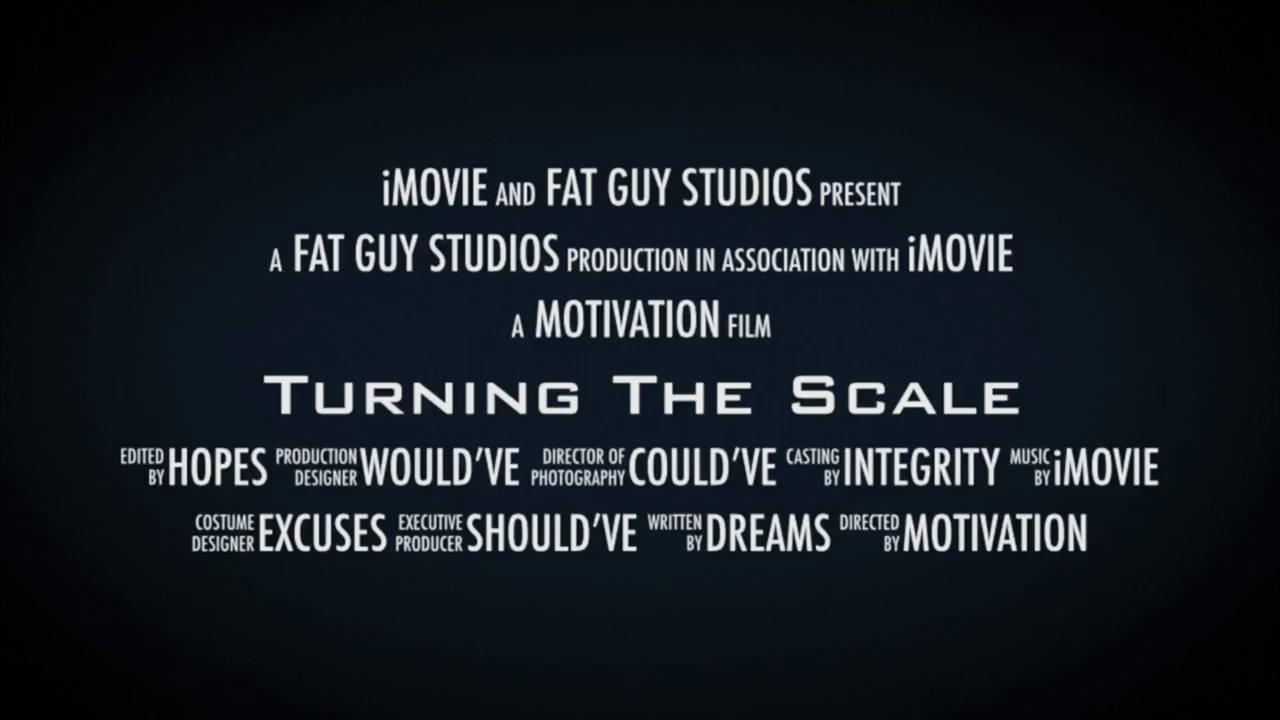 iMOVIE AND FAT GUY STUDIOS PRESENT
A FAT GUY STUDIOS PRODUCTION IN ASSOCIATION WITH iMOVIE
A MOTIVATION FILM
TURNING THE SCALE
EDITED BY HOPES PRODUCTION DESIGNER WOULD'VE DIRECTOR OF PHOTOGRAPHY COULD'VE CASTING BY INTEGRITY MUSIC BY iMOVIE
COSTUME DESIGNER EXCUSES EXECUTIVE PRODUCER SHOULD'VE WRITTEN BY DREAMS DIRECTED BY MOTIVATION